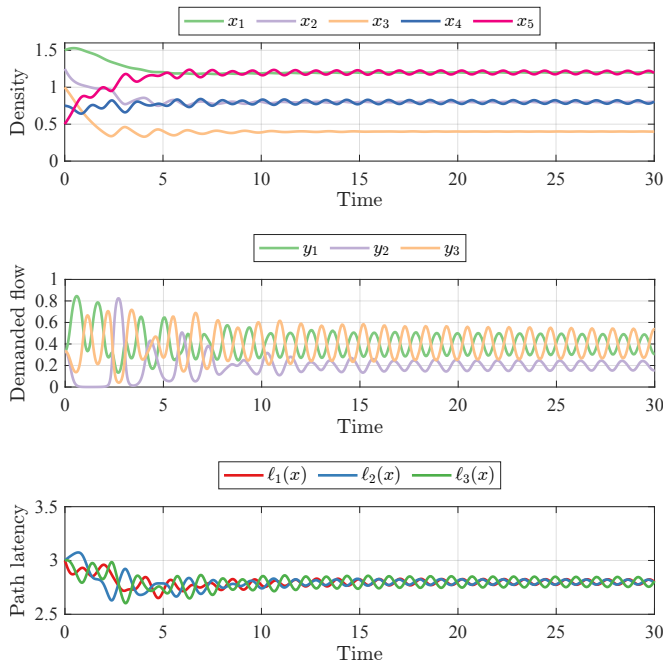 x₁ x₂ x₃ x₄ x₅
1.5
1
0.5
0
Density
0 5 10 15 20 25 30
Time
y₁ y₂ y₃
1
0.8
0.6
0.4
0.2
0
Demanded flow
0 5 10 15 20 25 30
Time
ℓ₁(x) ℓ₂(x) ℓ₃(x)
3.5
3
2.5
Path latency
0 5 10 15 20 25 30
Time